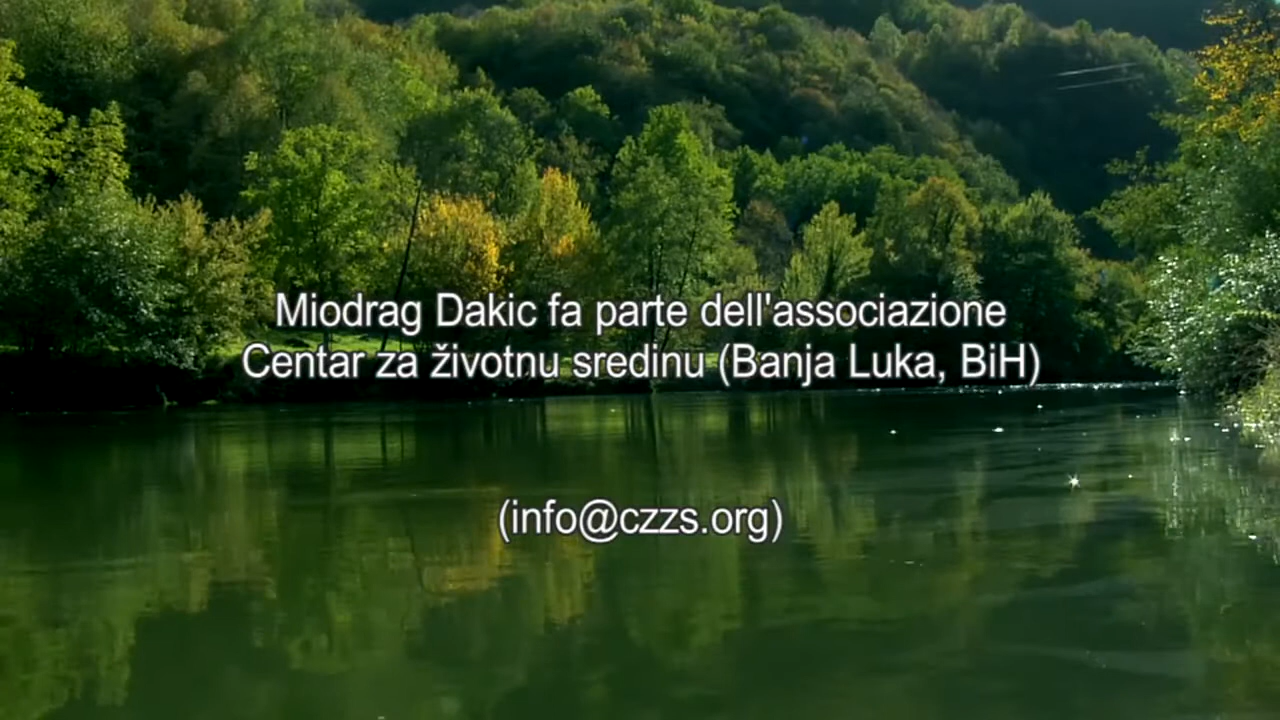 Miodrag Dakic fa parte dell'associazione
Centar za životnu sredinu (Banja Luka, BiH)
(info@czzs.org)